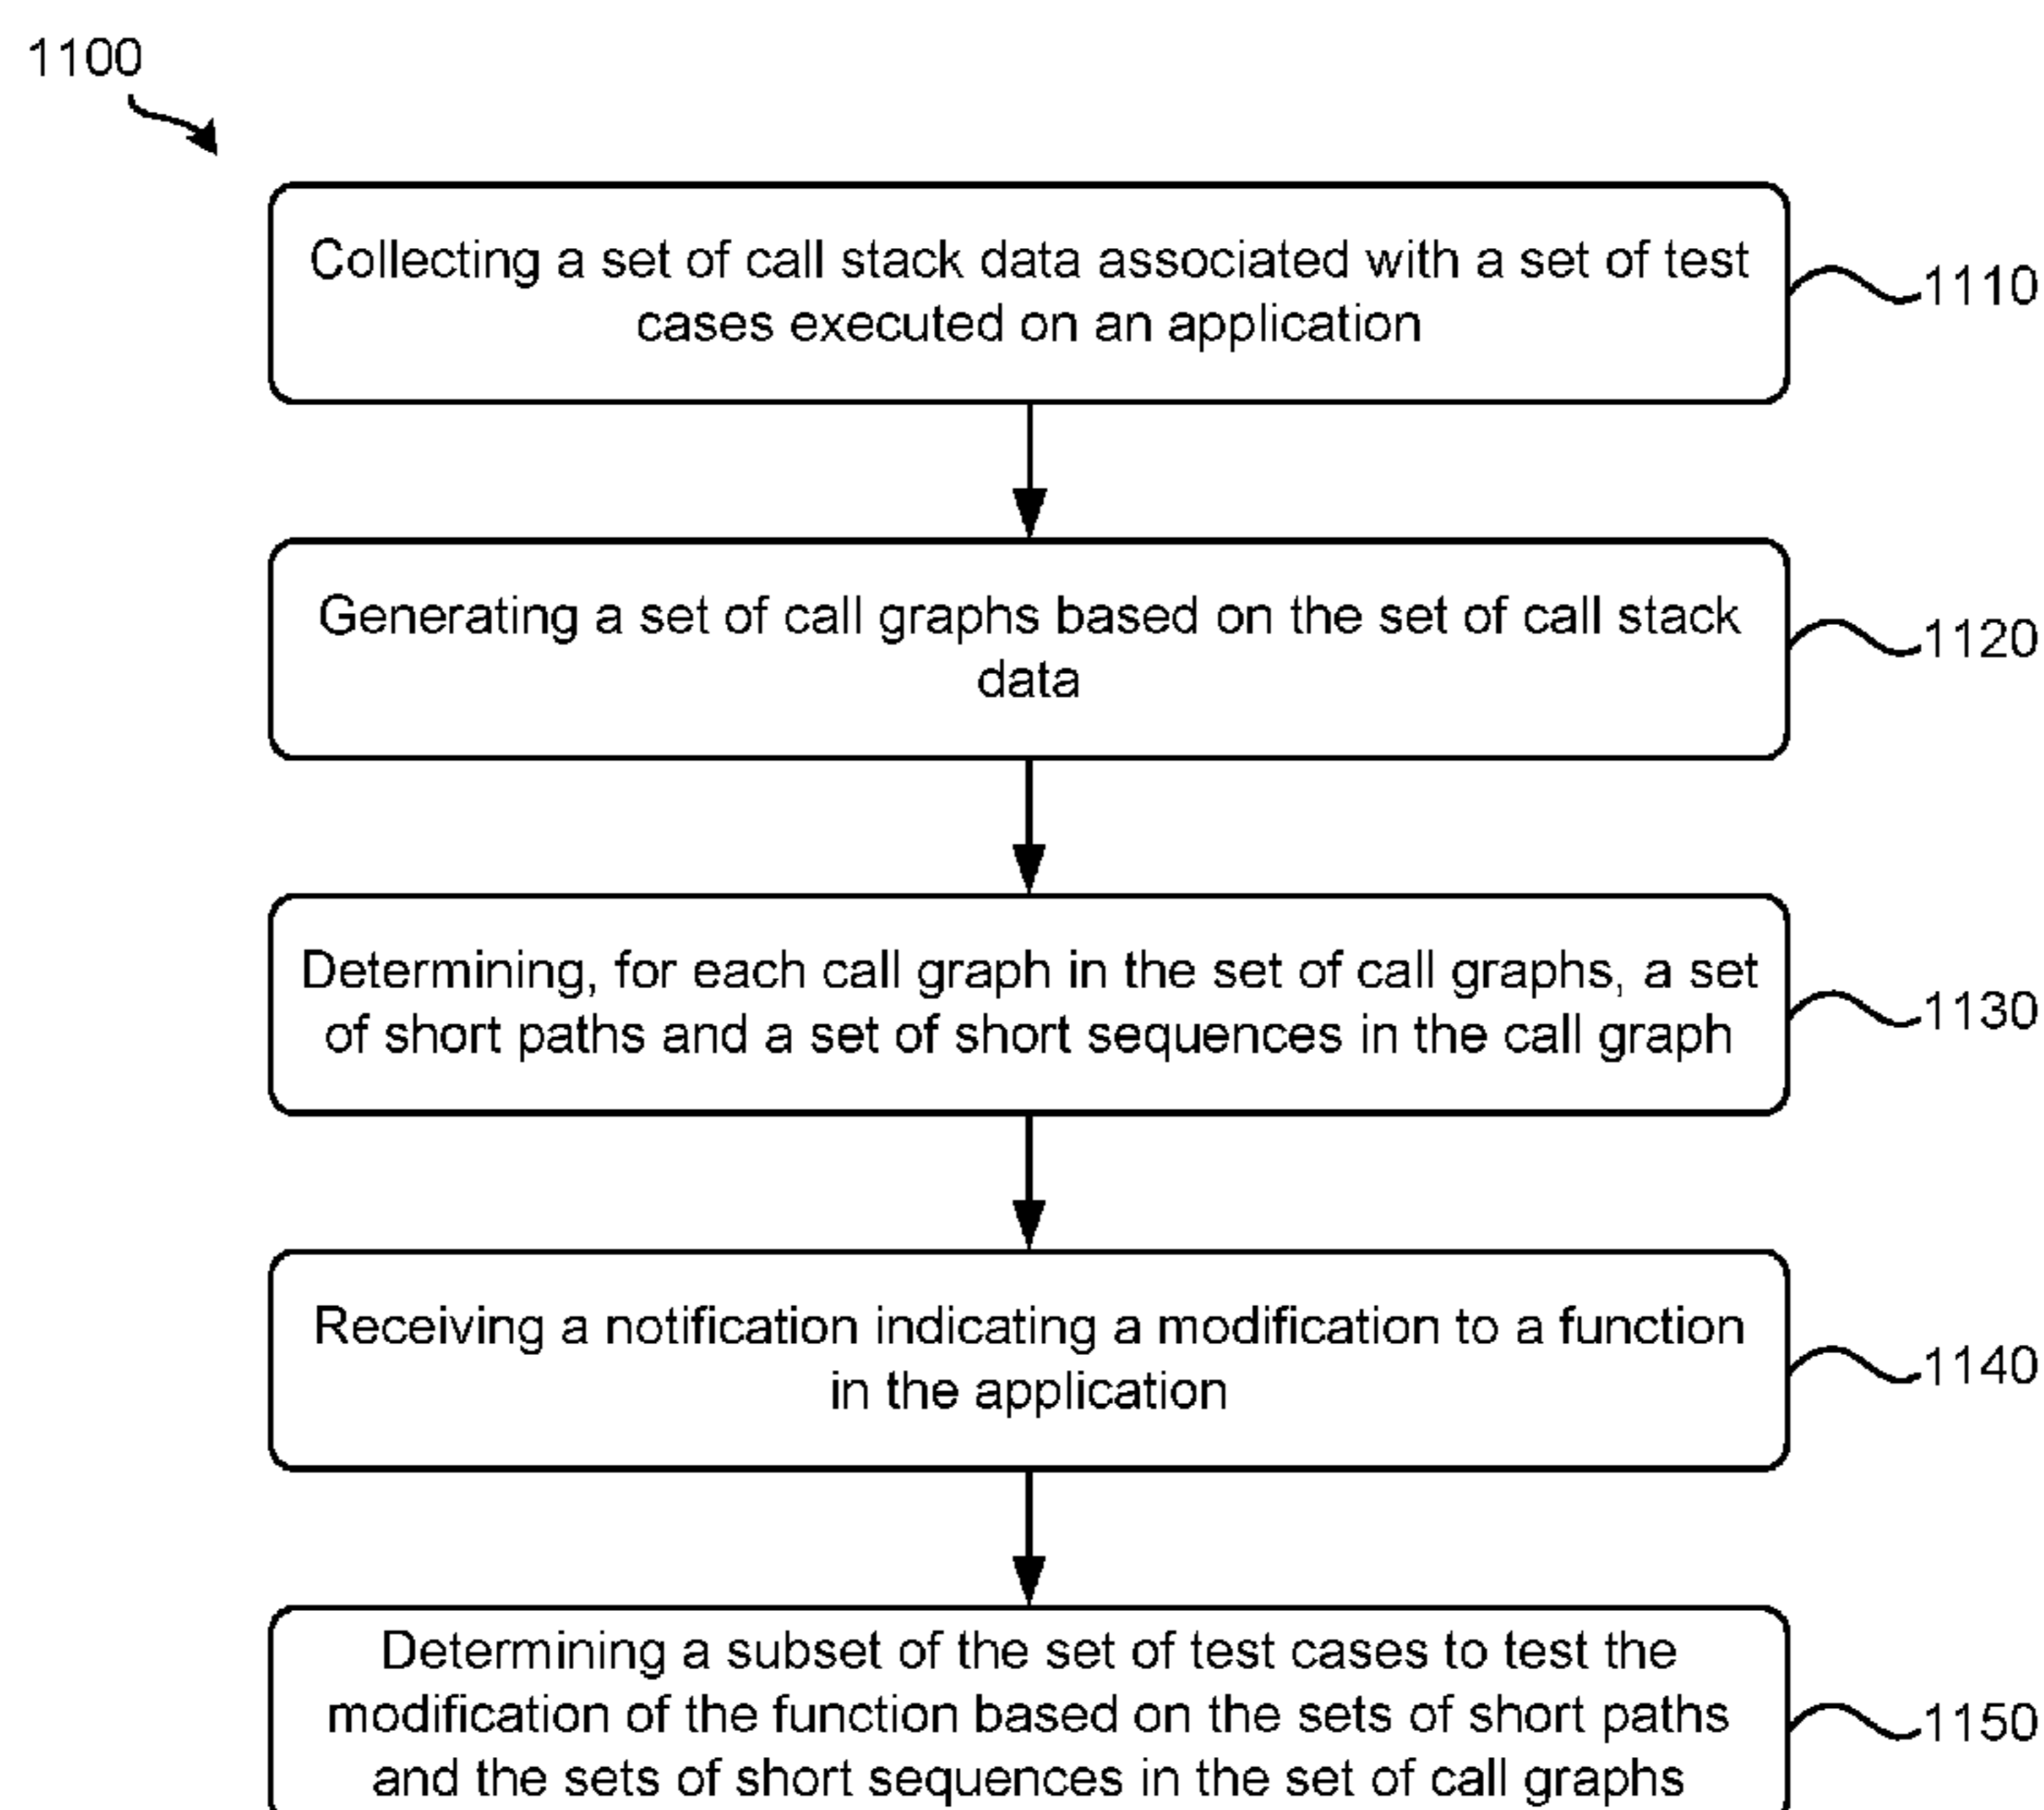 1100
Collecting a set of call stack data associated with a set of test
cases executed on an application
1110
Generating a set of call graphs based on the set of call stack
data
1120
Determining, for each call graph in the set of call graphs, a set
of short paths and a set of short sequences in the call graph
1130
Receiving a notification indicating a modification to a function
in the application
1140
Determining a subset of the set of test cases to test the
modification of the function based on the sets of short paths
and the sets of short sequences in the set of call graphs
1150